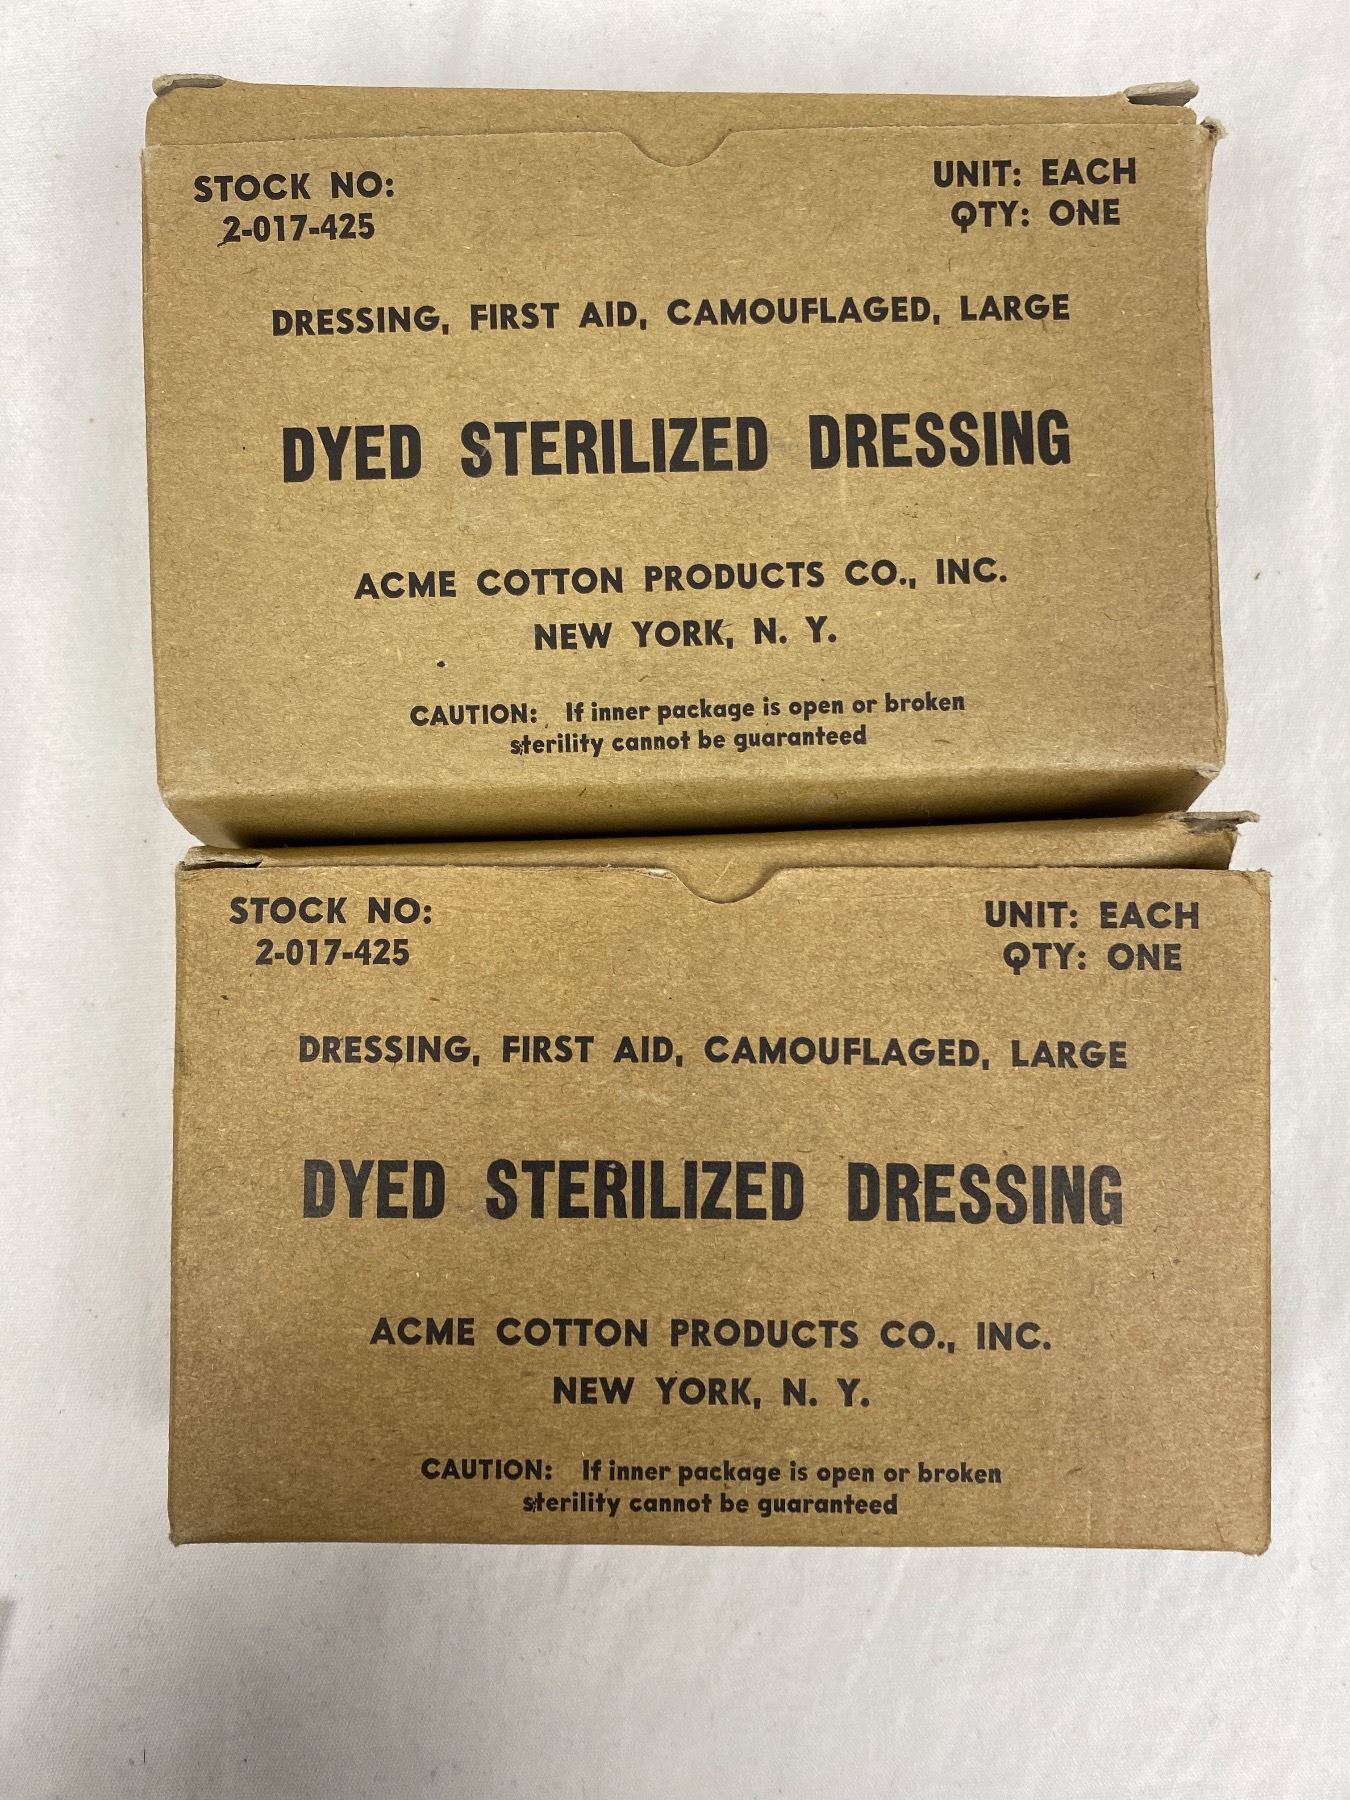 STOCK NO:
2-017-425
UNIT: EACH
QTY: ONE
DRESSING, FIRST AID, CAMOUFLAGED, LARGE
DYED STERILIZED DRESSING
ACME COTTON PRODUCTS CO., INC.
NEW YORK, N. Y.
CAUTION: If inner package is open or broken
sterility cannot be guaranteed
STOCK NO:
2-017-425
UNIT: EACH
QTY: ONE
DRESSING, FIRST AID, CAMOUFLAGED, LARGE
DYED STERILIZED DRESSING
ACME COTTON PRODUCTS CO., INC.
NEW YORK, N. Y.
CAUTION: If inner package is open or broken
sterility cannot be guaranteed